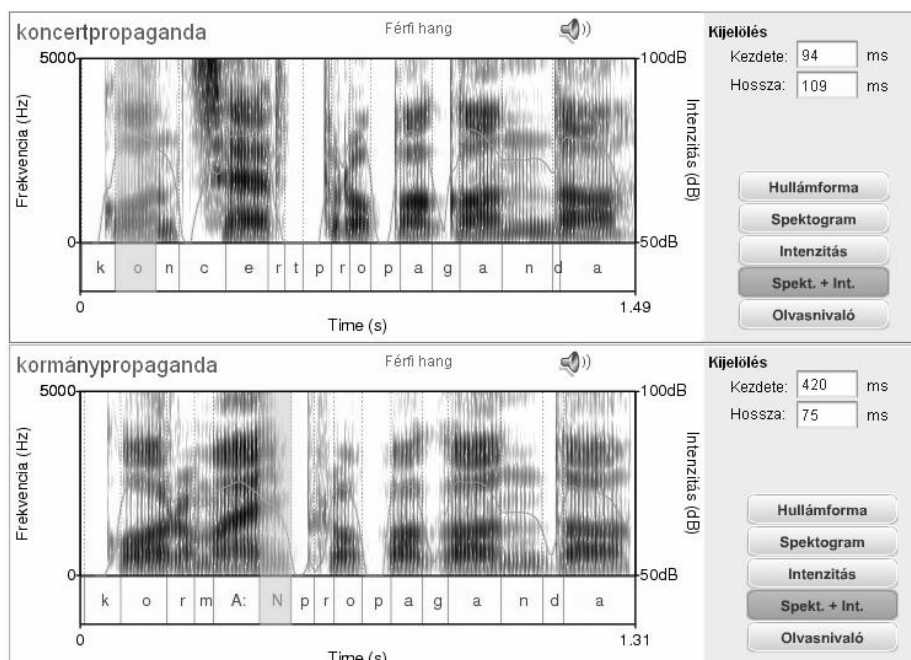 koncertpropaganda
Férfi hang
Kijelölés
Kezdete: 94 ms
Hossza: 109 ms
5000
100dB
Frekvencia (Hz)
Intenzitás (dB)
0
50dB
k o n c e r t p r o p a g a n d a
0
1.49
Time (s)
Hullámforma
Spektogram
Intenzitás
Spekt. + Int.
Olvasnivaló
kormánypropaganda
Férfi hang
Kijelölés
Kezdete: 420 ms
Hossza: 75 ms
5000
100dB
Frekvencia (Hz)
Intenzitás (dB)
0
50dB
k o r m A: N p r o p a g a n d a
0
1.31
Time (s)
Hullámforma
Spektogram
Intenzitás
Spekt. + Int.
Olvasnivaló